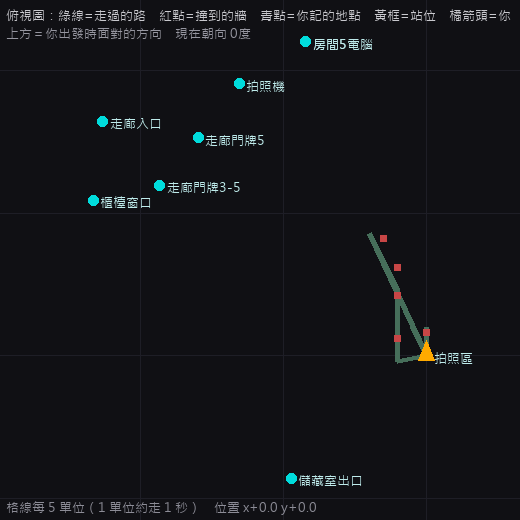 俯視圖：綠線=走過的路　紅點=撞到的牆　青點=你記的地點　黃框=站位　橘箭頭=你
上方＝你出發時面對的方向　現在朝向 0度
房間5電腦
拍照機
走廊入口
走廊門牌5
走廊門牌3-5
櫃檯窗口
拍照區
儲藏室出口
格線每 5 單位（1 單位約走 1 秒）　位置 x+0.0 y+0.0